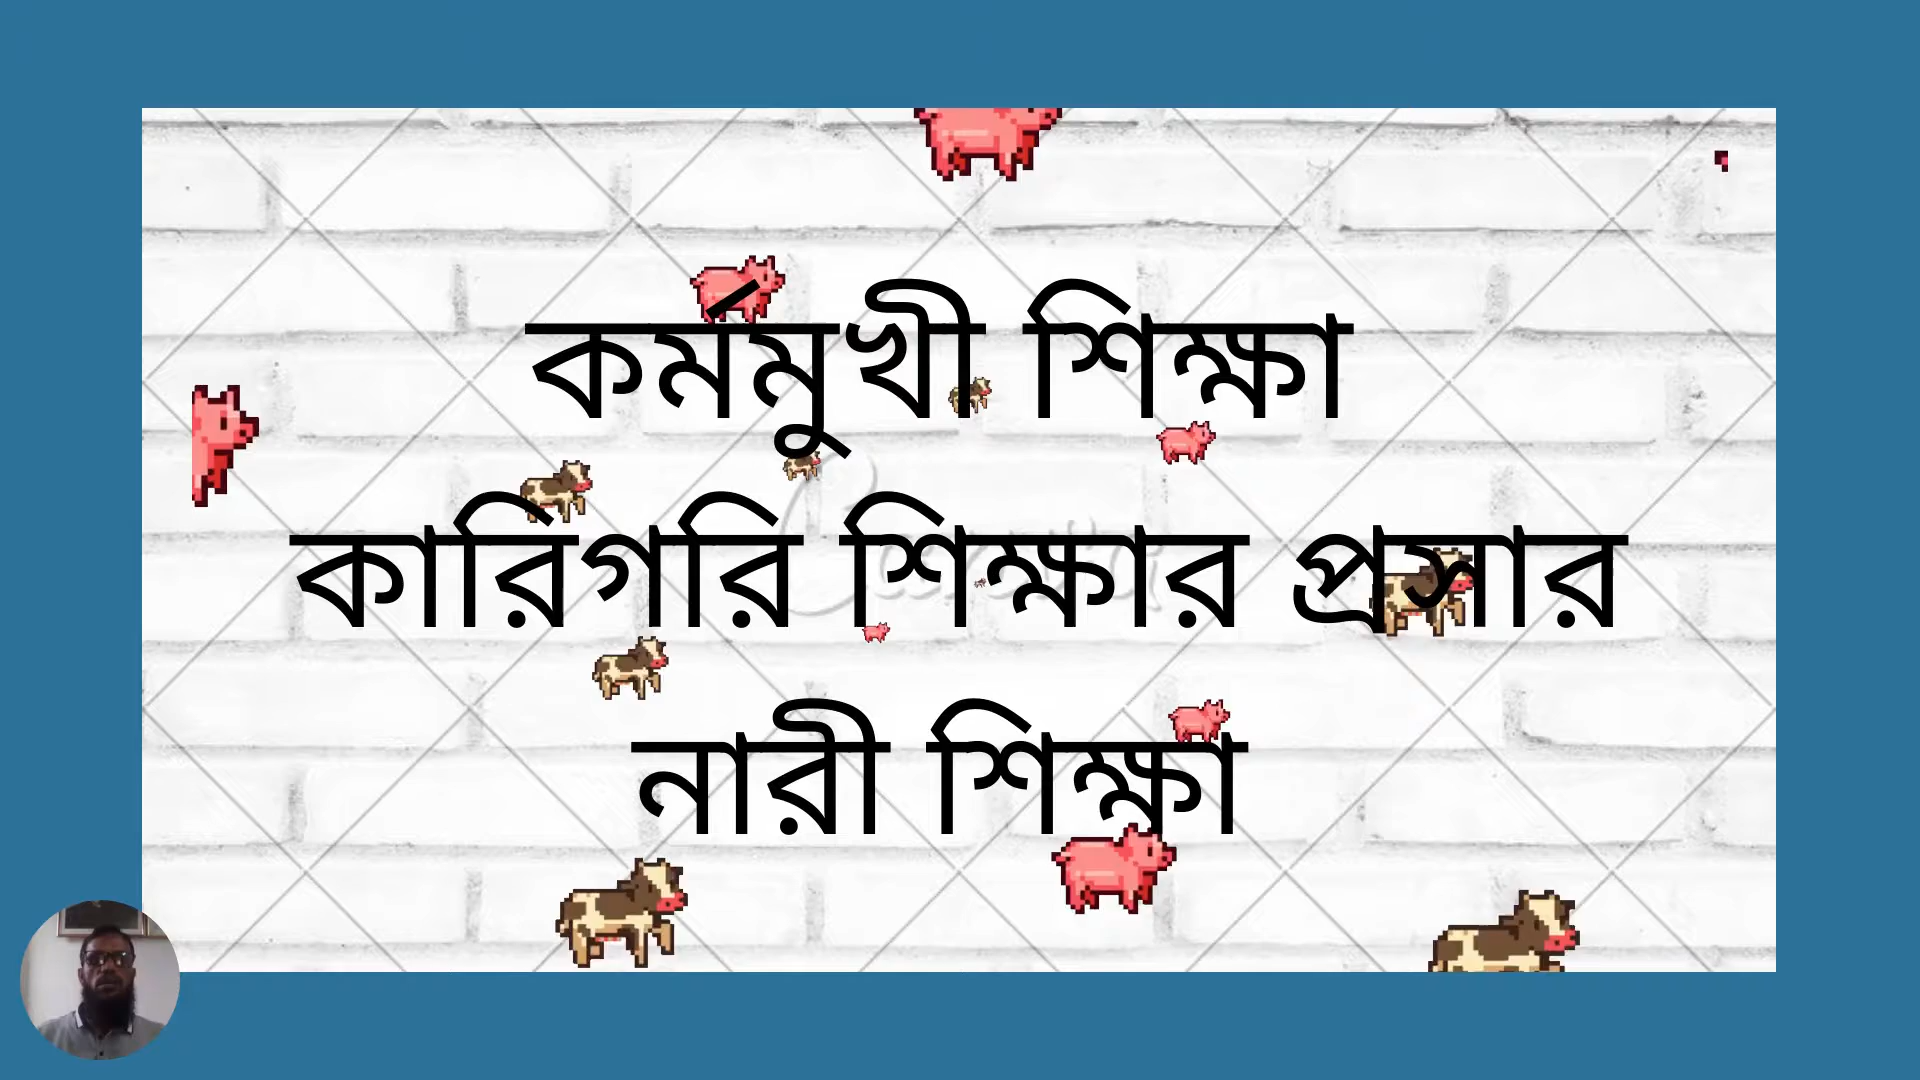 কর্মমুখী শিক্ষা
কারিগরি শিক্ষার প্রসার
নারী শিক্ষা